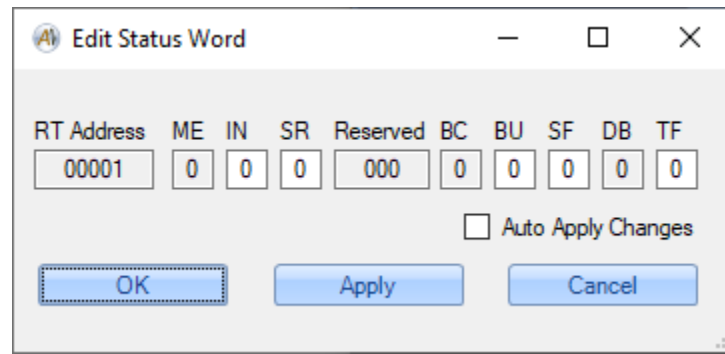 Edit Status Word
RT Address ME IN SR Reserved BC BU SF DB TF
00001 0 0 0 000 0 0 0 0 0
Auto Apply Changes
OK Apply Cancel